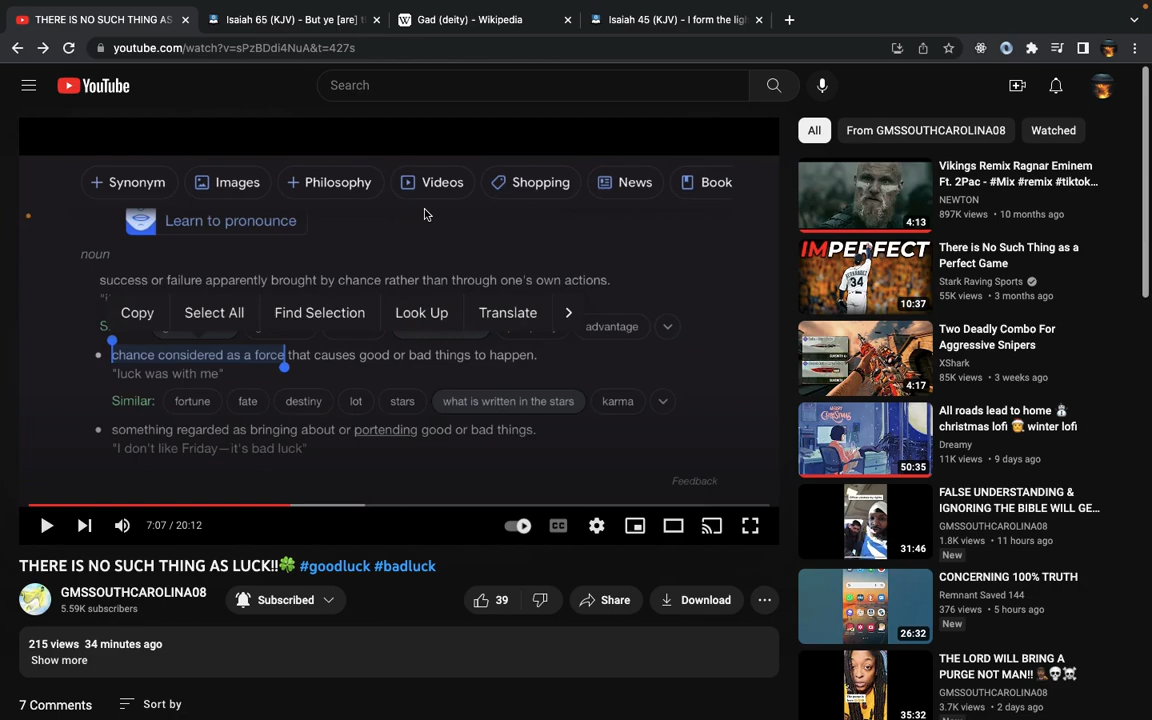 THERE IS NO SUCH THING AS
Isaiah 65 (KJV) - But ye [are] t
Gad (deity) - Wikipedia
Isaiah 45 (KJV) - I form the lig
youtube.com/watch?v=sPzBDdi4NuA&t=427s
YouTube
Search
All
From GMSSOUTHCAROLINA08
Watched
+ Synonym
Images
+ Philosophy
Videos
Shopping
News
Book
Learn to pronounce
noun
success or failure apparently brought by chance rather than through one's own actions.
Copy
Select All
Find Selection
Look Up
Translate
advantage
• chance considered as a force that causes good or bad things to happen.
"luck was with me"
Similar:
fortune
fate
destiny
lot
stars
what is written in the stars
karma
• something regarded as bringing about or portending good or bad things.
"I don't like Friday—it's bad luck"
Feedback
7:07 / 20:12
CC
THERE IS NO SUCH THING AS LUCK!!🍀 #goodluck #badluck
GMSSOUTHCAROLINA08
5.59K subscribers
Subscribed
39
Share
Download
215 views 34 minutes ago
Show more
7 Comments
Sort by
4:13
Vikings Remix Ragnar Eminem
Ft. 2Pac - #Mix #remix #tiktok...
NEWTON
897K views • 10 months ago
IMPERFECT
10:37
There is No Such Thing as a
Perfect Game
Stark Raving Sports
55K views • 3 months ago
4:17
Two Deadly Combo For
Aggressive Snipers
XShark
85K views • 3 weeks ago
50:35
All roads lead to home ⛄
christmas lofi 🎅 winter lofi
Dreamy
11K views • 9 days ago
31:46
FALSE UNDERSTANDING &
IGNORING THE BIBLE WILL GE...
GMSSOUTHCAROLINA08
1.8K views • 11 hours ago
New
26:32
CONCERNING 100% TRUTH
Remnant Saved 144
376 views • 5 hours ago
New
35:32
THE LORD WILL BRING A
PURGE NOT MAN!!
GMSSOUTHCAROLINA08
3.7K views • 2 days ago